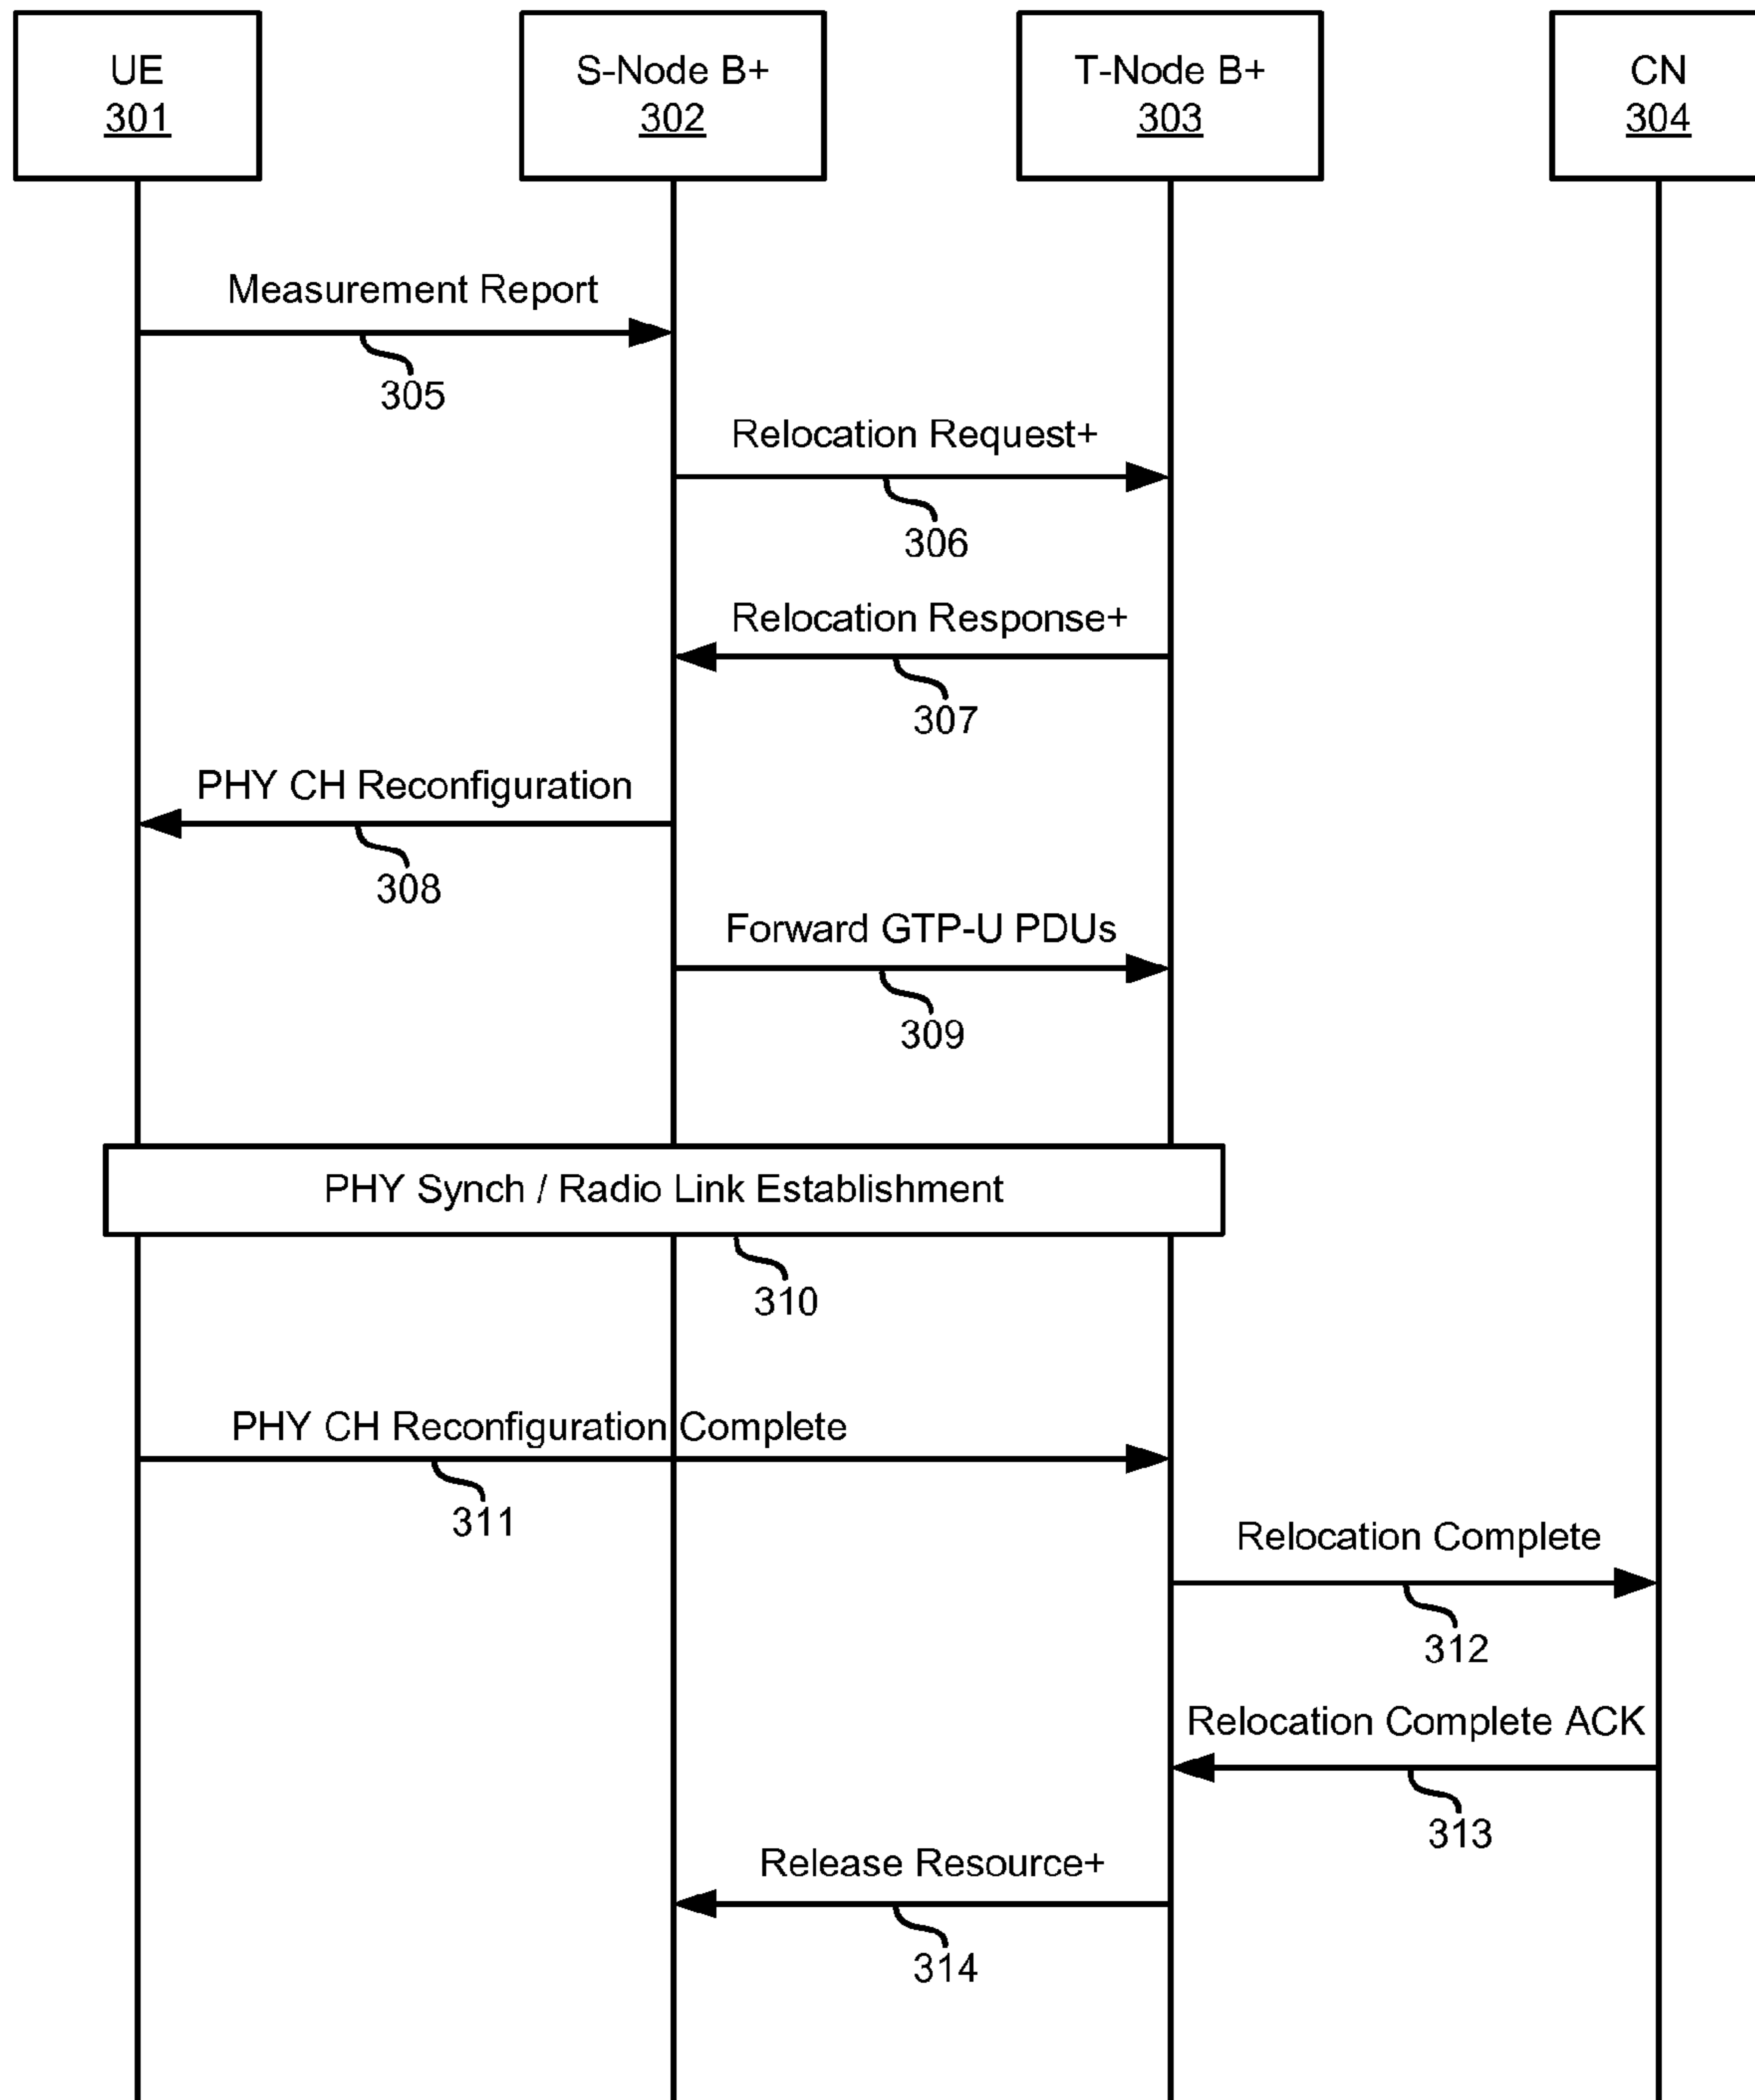 UE
301
S-Node B+
302
T-Node B+
303
CN
304
Measurement Report
305
Relocation Request+
306
Relocation Response+
307
PHY CH Reconfiguration
308
Forward GTP-U PDUs
309
PHY Synch / Radio Link Establishment
310
PHY CH Reconfiguration Complete
311
Relocation Complete
312
Relocation Complete ACK
313
Release Resource+
314